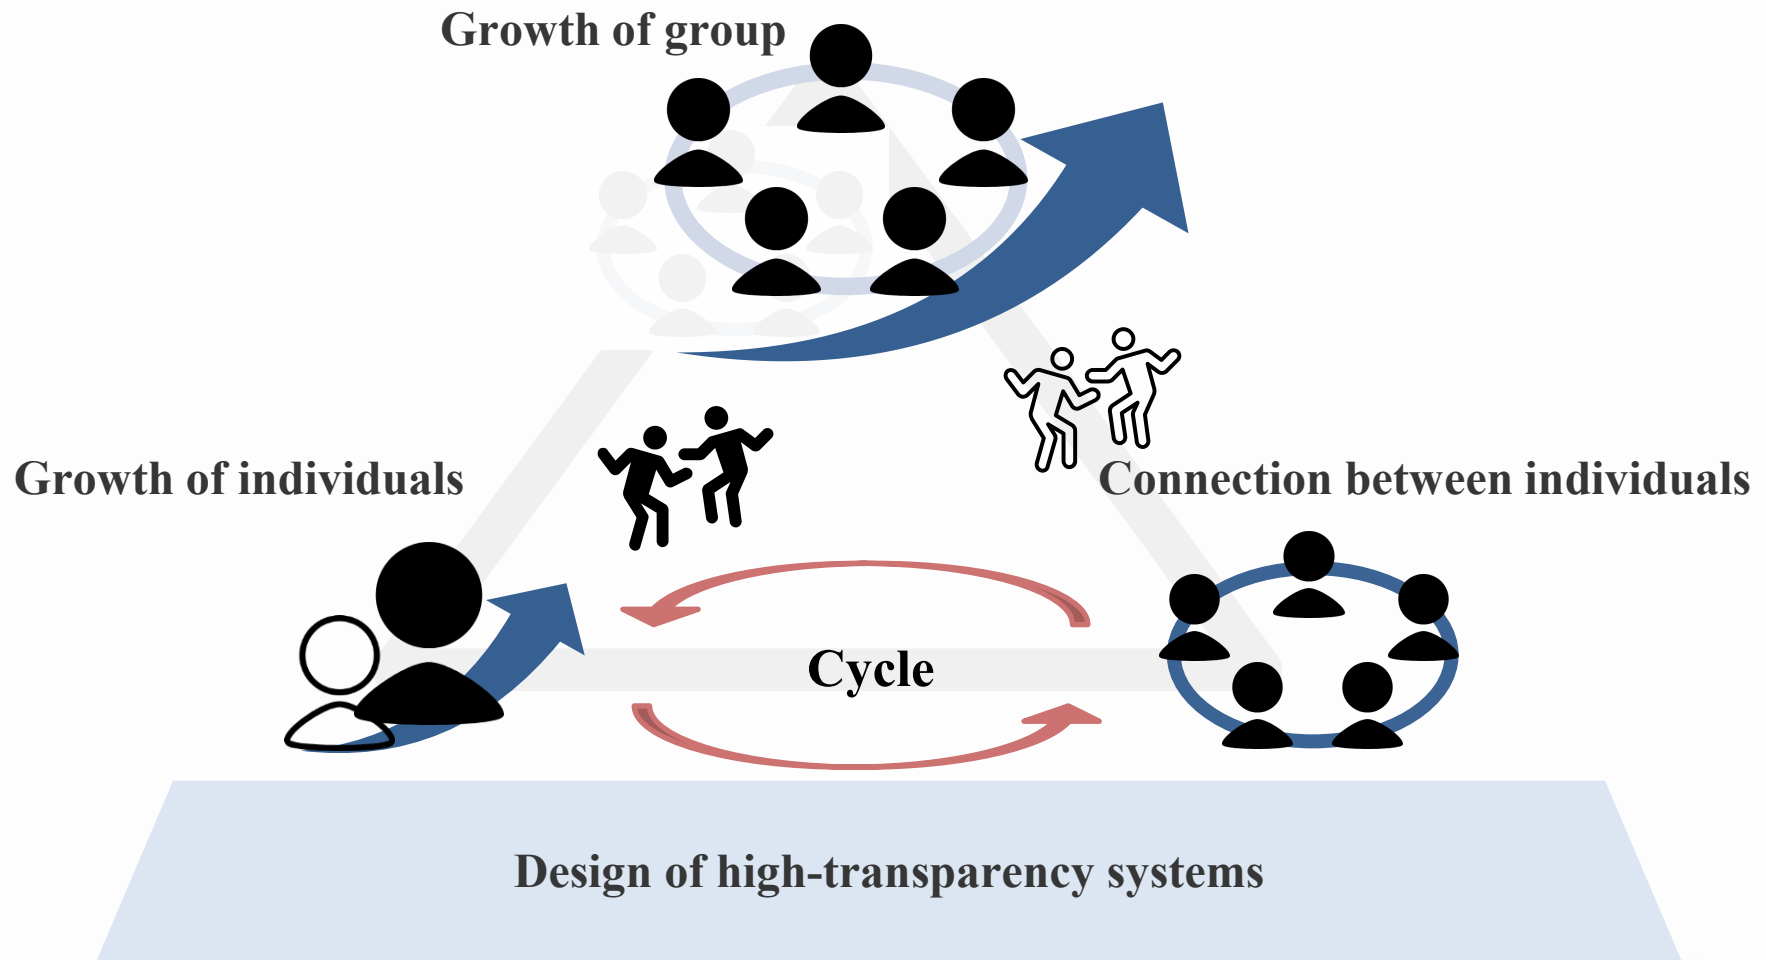 Growth of group
Growth of individuals
Connection between individuals
Cycle
Design of high-transparency systems